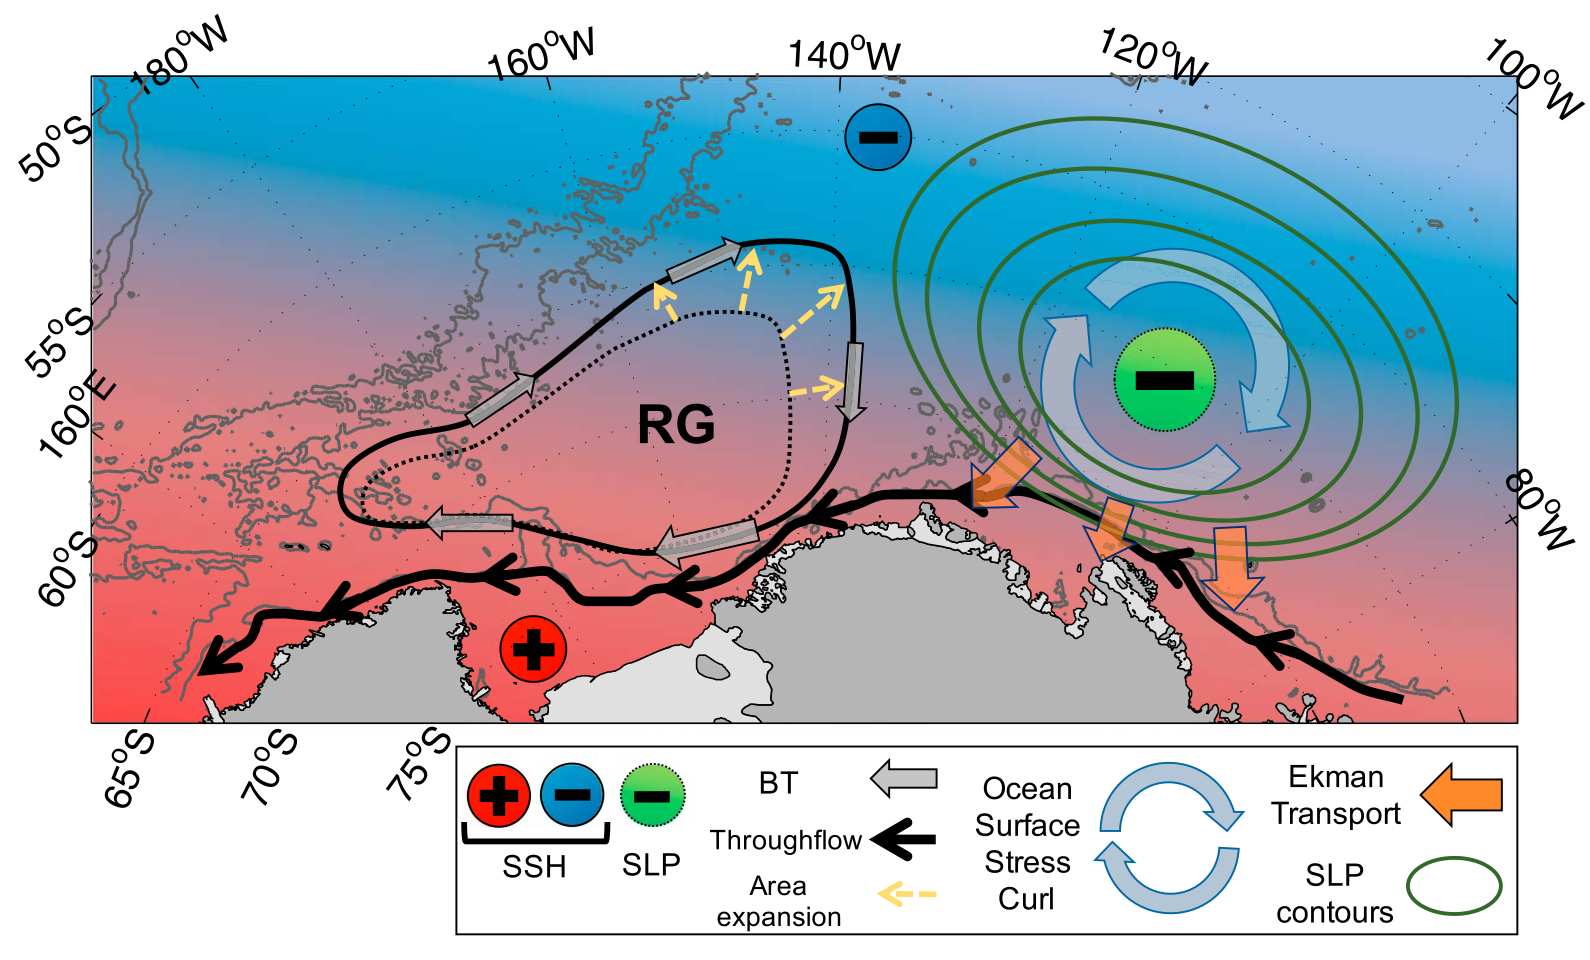 180°W
160°W
140°W
120°W
100°W
50°S
55°S
160°E
RG
80°W
60°S
65°S
70°S
75°S
SSH
SLP
BT
Throughflow
Area
expansion
Ocean
Surface
Stress
Curl
Ekman
Transport
SLP
contours